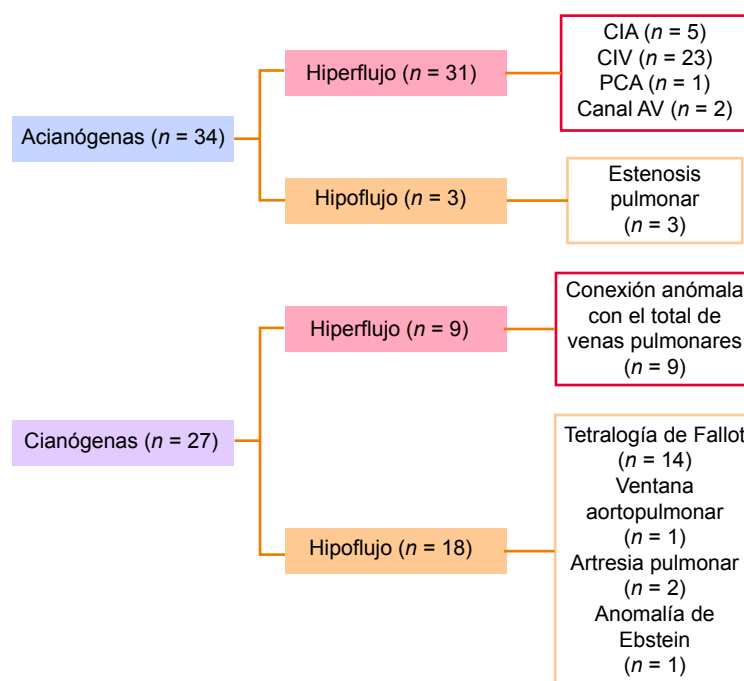 Acianógenas (n = 34)
Hiperflujo (n = 31)
CIA (n = 5)
CIV (n = 23)
PCA (n = 1)
Canal AV (n = 2)
Hipoflujo (n = 3)
Estenosis
pulmonar
(n = 3)
Cianógenas (n = 27)
Hiperflujo (n = 9)
Conexión anómala
con el total de
venas pulmonares
(n = 9)
Hipoflujo (n = 18)
Tetralogía de Fallot
(n = 14)
Ventana
aortopulmonar
(n = 1)
Artresia pulmonar
(n = 2)
Anomalía de
Ebstein
(n = 1)